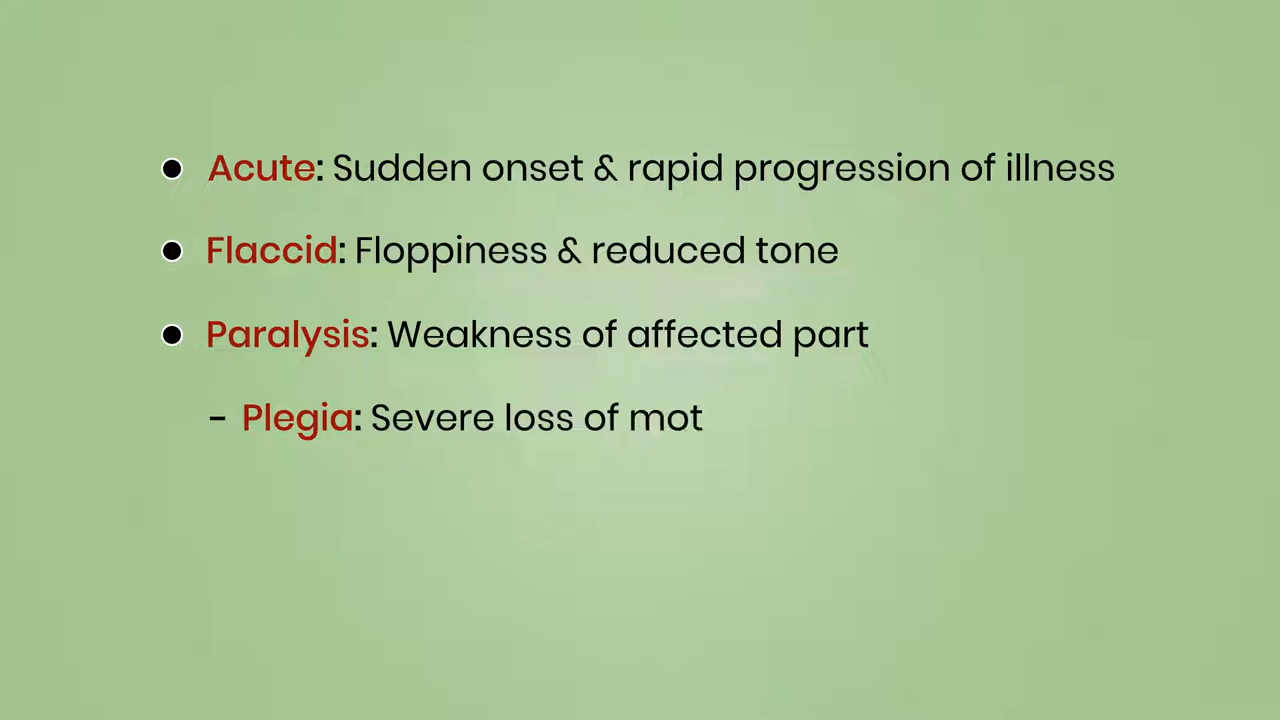 ● Acute: Sudden onset & rapid progression of illness
● Flaccid: Floppiness & reduced tone
● Paralysis: Weakness of affected part
- Plegia: Severe loss of mot